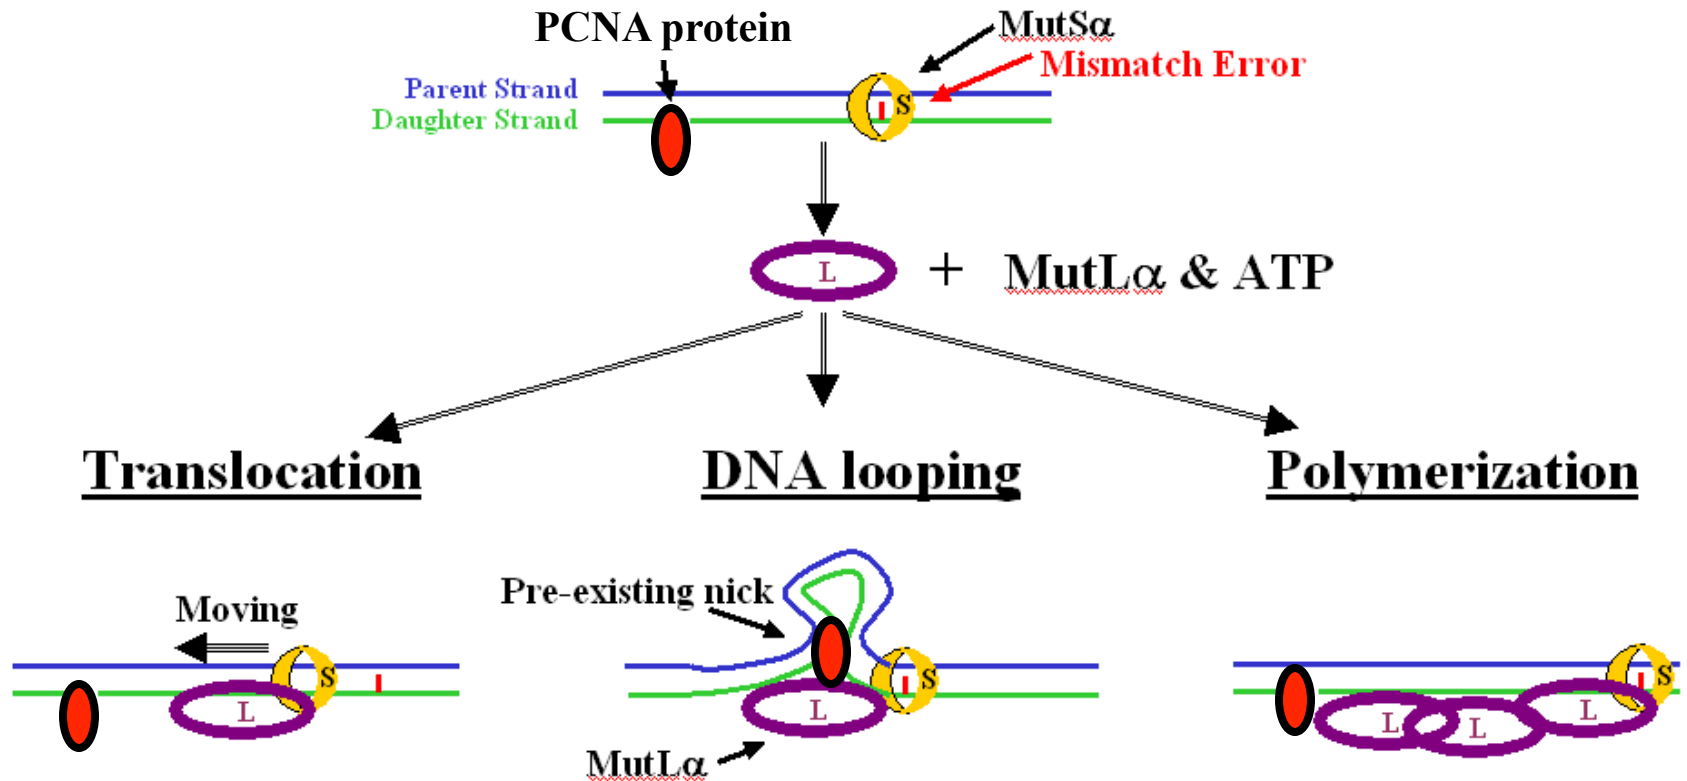 PCNA protein
MutSα
Mismatch Error
Parent Strand
Daughter Strand
I S
L + MutLα & ATP
Translocation
DNA looping
Polymerization
Moving
Pre-existing nick
S I
L
I S
L
MutLα
I S
L L L